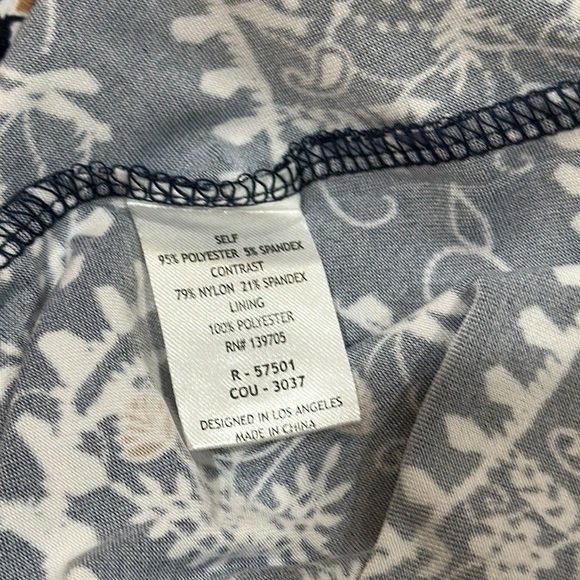 SELF
95% POLYESTER 5% SPANDEX
CONTRAST
79% NYLON 21% SPANDEX
LINING
100% POLYESTER
RN# 139705
R - 57501
COU - 3037
DESIGNED IN LOS ANGELES
MADE IN CHINA